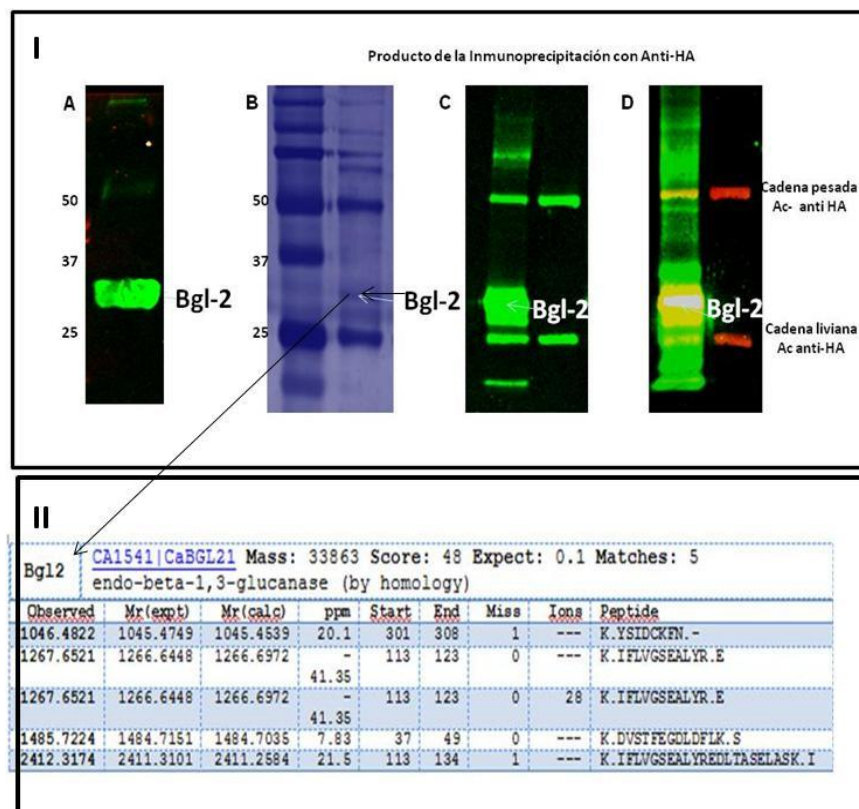 I
Producto de la Inmunoprecipitación con Anti-HA
A
B
C
D
50
37
25
Bgl-2
50
37
25
Bgl-2
Bgl-2
Bgl-2
Cadena pesada
Ac- anti HA
Cadena liviana
Ac anti-HA
II
Bgl2
CA1541|CaBGL21 Mass: 33863 Score: 48 Expect: 0.1 Matches: 5
endo-beta-1,3-glucanase (by homology)
Observed Mr(expt) Mr(calc) ppm Start End Miss Ions Peptide
1046.4822 1045.4749 1045.4539 20.1 301 308 1 --- K.YSIDCKFN.-
1267.6521 1266.6448 1266.6972 - 113 123 0 --- K.IFLVGSEALYR.E
41.35
1267.6521 1266.6448 1266.6972 - 113 123 0 28 K.IFLVGSEALYR.E
41.35
1485.7224 1484.7151 1484.7035 7.83 37 49 0 --- K.DVSTFEGDLDFLK.S
2412.3174 2411.3101 2411.2584 21.5 113 134 1 --- K.IFLVGSEALYREDLTASELASK.I